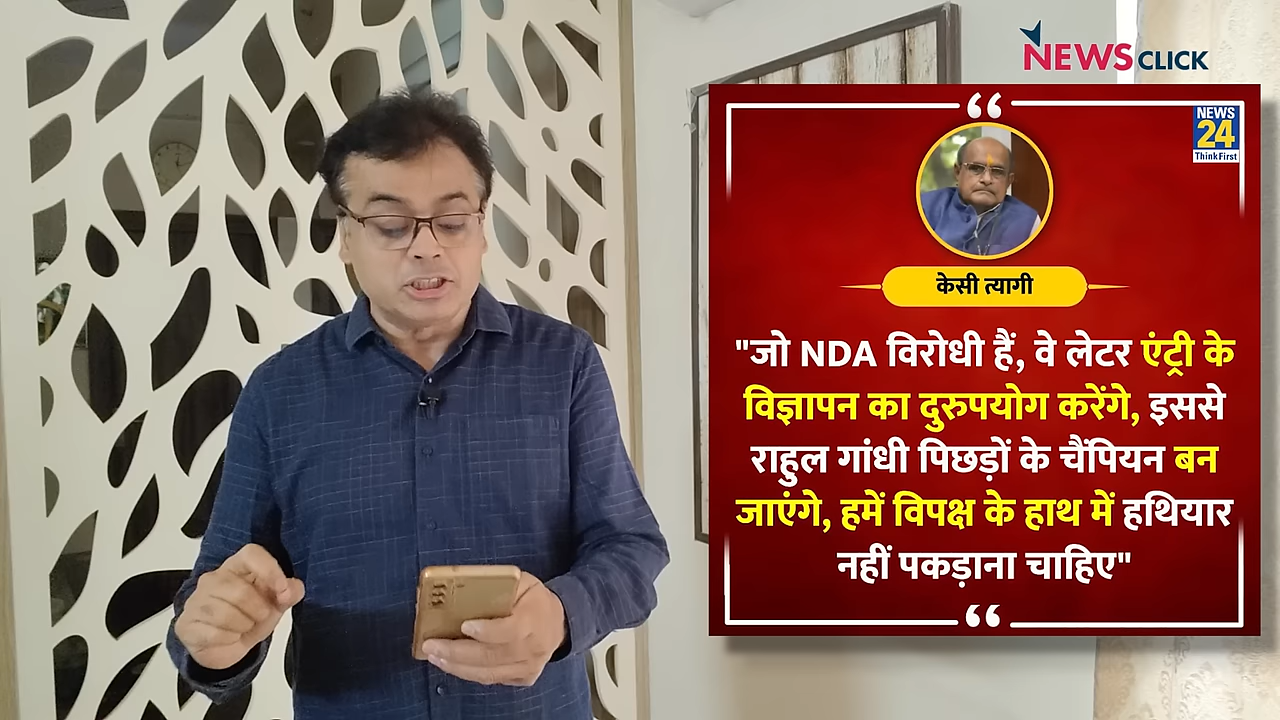 NEWSCLICK
NEWS
24
ThinkFirst
केसी त्यागी
"जो NDA विरोधी हैं, वे लेटर एंट्री के
विज्ञापन का दुरुपयोग करेंगे, इससे
राहुल गांधी पिछड़ों के चैंपियन बन
जाएंगे, हमें विपक्ष के हाथ में हथियार
नहीं पकड़ाना चाहिए"